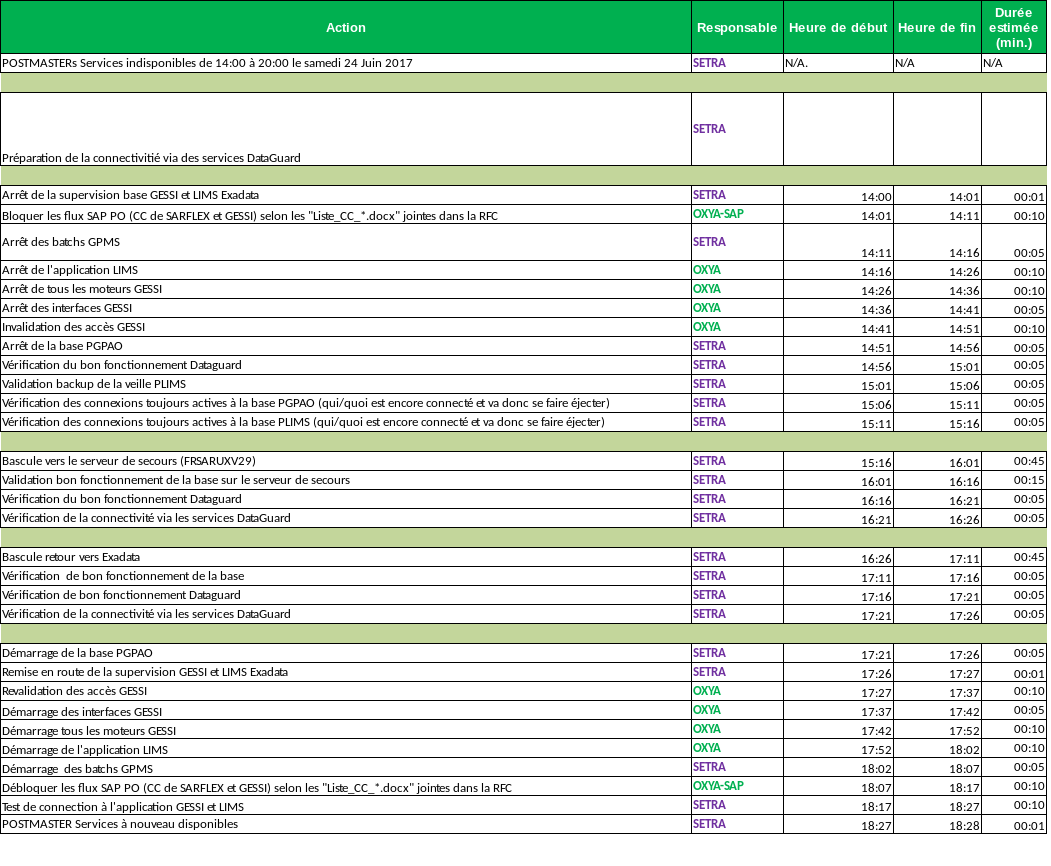 Action Responsable Heure de début Heure de fin Durée estimée (min.)
POSTMASTERs Services indisponibles de 14:00 à 20:00 le samedi 24 Juin 2017 SETRA N/A. N/A N/A
Préparation de la connectivitié via des services DataGuard SETRA
Arrêt de la supervision base GESSI et LIMS Exadata SETRA 14:00 14:01 00:01
Bloquer les flux SAP PO (CC de SARFLEX et GESSI) selon les "Liste_CC_*.docx" jointes dans la RFC OXYA-SAP 14:01 14:11 00:10
Arrêt des batchs GPMS SETRA 14:11 14:16 00:05
Arrêt de l'application LIMS OXYA 14:16 14:26 00:10
Arrêt de tous les moteurs GESSI OXYA 14:26 14:36 00:10
Arrêt des interfaces GESSI OXYA 14:36 14:41 00:05
Invalidation des accès GESSI OXYA 14:41 14:51 00:10
Arrêt de la base PGPAO SETRA 14:51 14:56 00:05
Vérification du bon fonctionnement Dataguard SETRA 14:56 15:01 00:05
Validation backup de la veille PLIMS SETRA 15:01 15:06 00:05
Vérification des connexions toujours actives à la base PGPAO (qui/quoi est encore connecté et va donc se faire éjecter) SETRA 15:06 15:11 00:05
Vérification des connexions toujours actives à la base PLIMS (qui/quoi est encore connecté et va donc se faire éjecter) SETRA 15:11 15:16 00:05
Bascule vers le serveur de secours (FRSARUXV29) SETRA 15:16 16:01 00:45
Validation bon fonctionnement de la base sur le serveur de secours SETRA 16:01 16:16 00:15
Vérification du bon fonctionnement Dataguard SETRA 16:16 16:21 00:05
Vérification de la connectivité via les services DataGuard SETRA 16:21 16:26 00:05
Bascule retour vers Exadata SETRA 16:26 17:11 00:45
Vérification de bon fonctionnement de la base SETRA 17:11 17:16 00:05
Vérification de bon fonctionnement Dataguard SETRA 17:16 17:21 00:05
Vérification de la connectivité via les services DataGuard SETRA 17:21 17:26 00:05
Démarrage de la base PGPAO SETRA 17:21 17:26 00:05
Remise en route de la supervision GESSI et LIMS Exadata SETRA 17:26 17:27 00:01
Revalidation des accès GESSI OXYA 17:27 17:37 00:10
Démarrage des interfaces GESSI OXYA 17:37 17:42 00:05
Démarrage tous les moteurs GESSI OXYA 17:42 17:52 00:10
Démarrage de l'application LIMS OXYA 17:52 18:02 00:10
Démarrage des batchs GPMS SETRA 18:02 18:07 00:05
Débloquer les flux SAP PO (CC de SARFLEX et GESSI) selon les "Liste_CC_*.docx" jointes dans la RFC OXYA-SAP 18:07 18:17 00:10
Test de connection à l'application GESSI et LIMS SETRA 18:17 18:27 00:10
POSTMASTER Services à nouveau disponibles SETRA 18:27 18:28 00:01